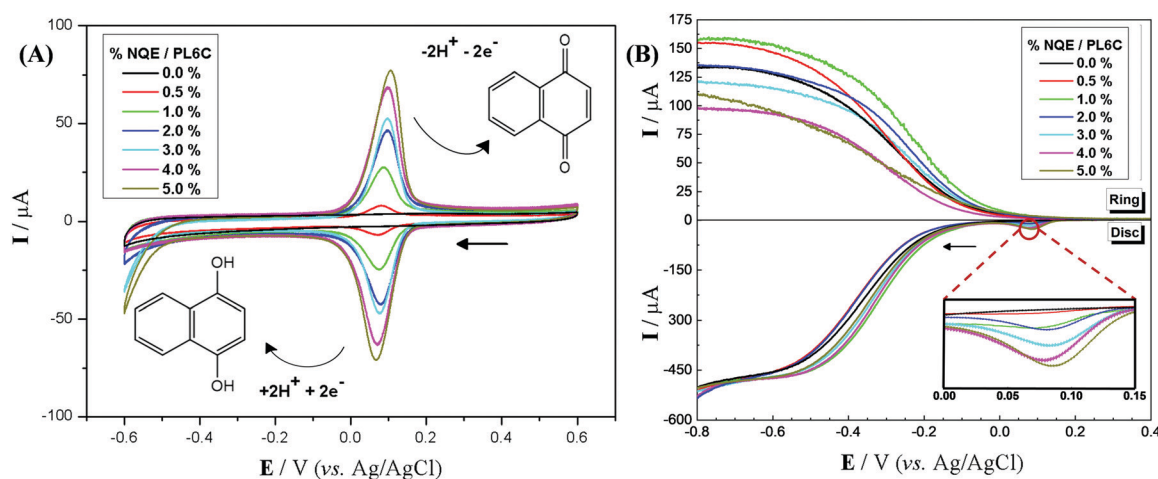 (A)
% NQE / PL6C
0.0 %
0.5 %
1.0 %
2.0 %
3.0 %
4.0 %
5.0 %
-2H+ - 2e-
O
O
OH
OH
+2H+ + 2e-
100
50
0
-50
-100
I / µA
-0.6 -0.4 -0.2 0.0 0.2 0.4 0.6
E / V (vs. Ag/AgCl)
(B)
% NQE / PL6C
0.0 %
0.5 %
1.0 %
2.0 %
3.0 %
4.0 %
5.0 %
175
150
125
100
75
50
25
0
I / µA
Ring
Disc
-150
-300
-450
-600
I / µA
0.00 0.05 0.10 0.15
-0.8 -0.6 -0.4 -0.2 0.0 0.2 0.4
E / V (vs. Ag/AgCl)